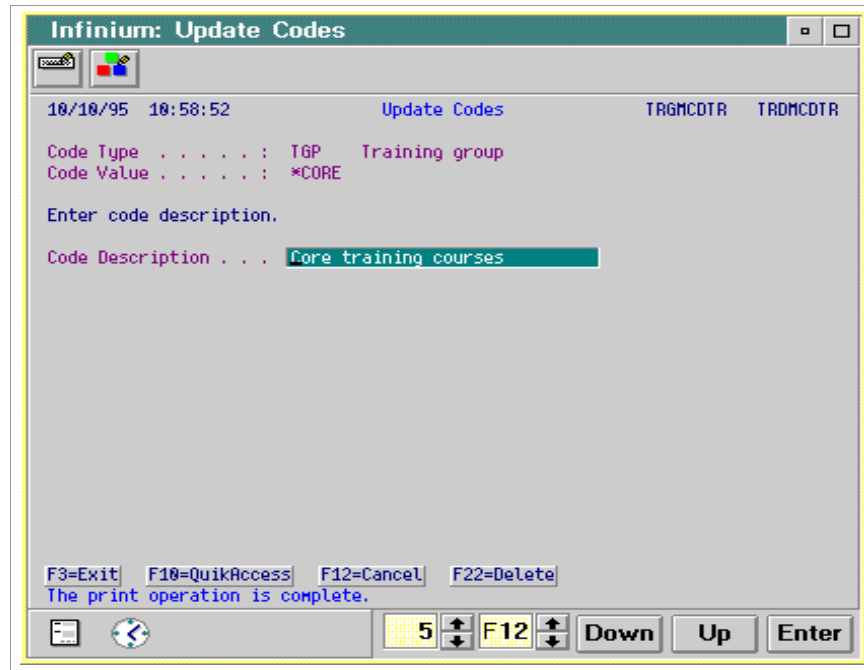 Infinium: Update Codes
10/10/95 10:58:52 Update Codes TRGMCDTR TRDMCDTR
Code Type . . . . . : TGP Training group
Code Value . . . . . : *CORE
Enter code description.
Code Description . . . Core training courses
F3=Exit F10=QuikAccess F12=Cancel F22=Delete
The print operation is complete.
5 F12 Down Up Enter